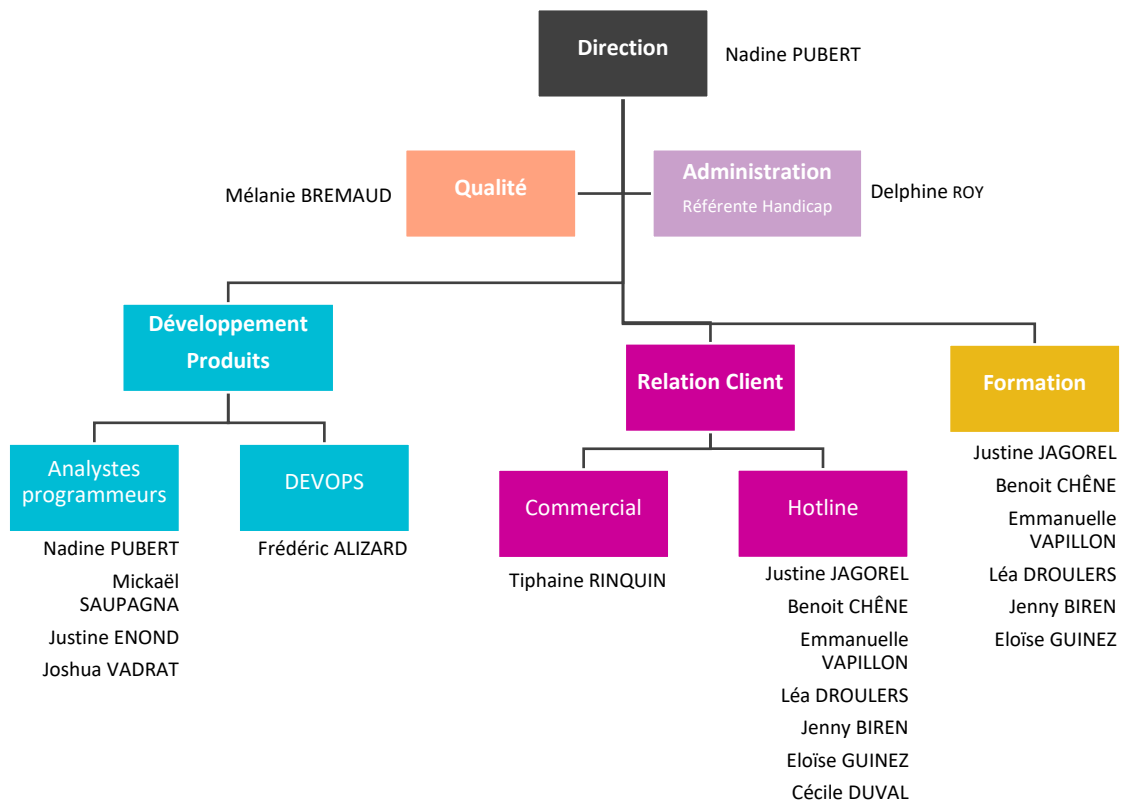 Direction
Nadine PUBERT
Qualité
Mélanie BREMAUD
Administration
Référente Handicap
Delphine ROY
Développement
Produits
Relation Client
Formation
Analystes
programmeurs
DEVOPS
Commercial
Hotline
Nadine PUBERT
Mickaël
SAUPAGNA
Justine ENOND
Joshua VADRAT
Frédéric ALIZARD
Tiphaine RINQUIN
Justine JAGOREL
Benoit CHÊNE
Emmanuelle
VAPILLON
Léa DROULERS
Jenny BIREN
Eloïse GUINEZ
Cécile DUVAL
Justine JAGOREL
Benoit CHÊNE
Emmanuelle
VAPILLON
Léa DROULERS
Jenny BIREN
Eloïse GUINEZ